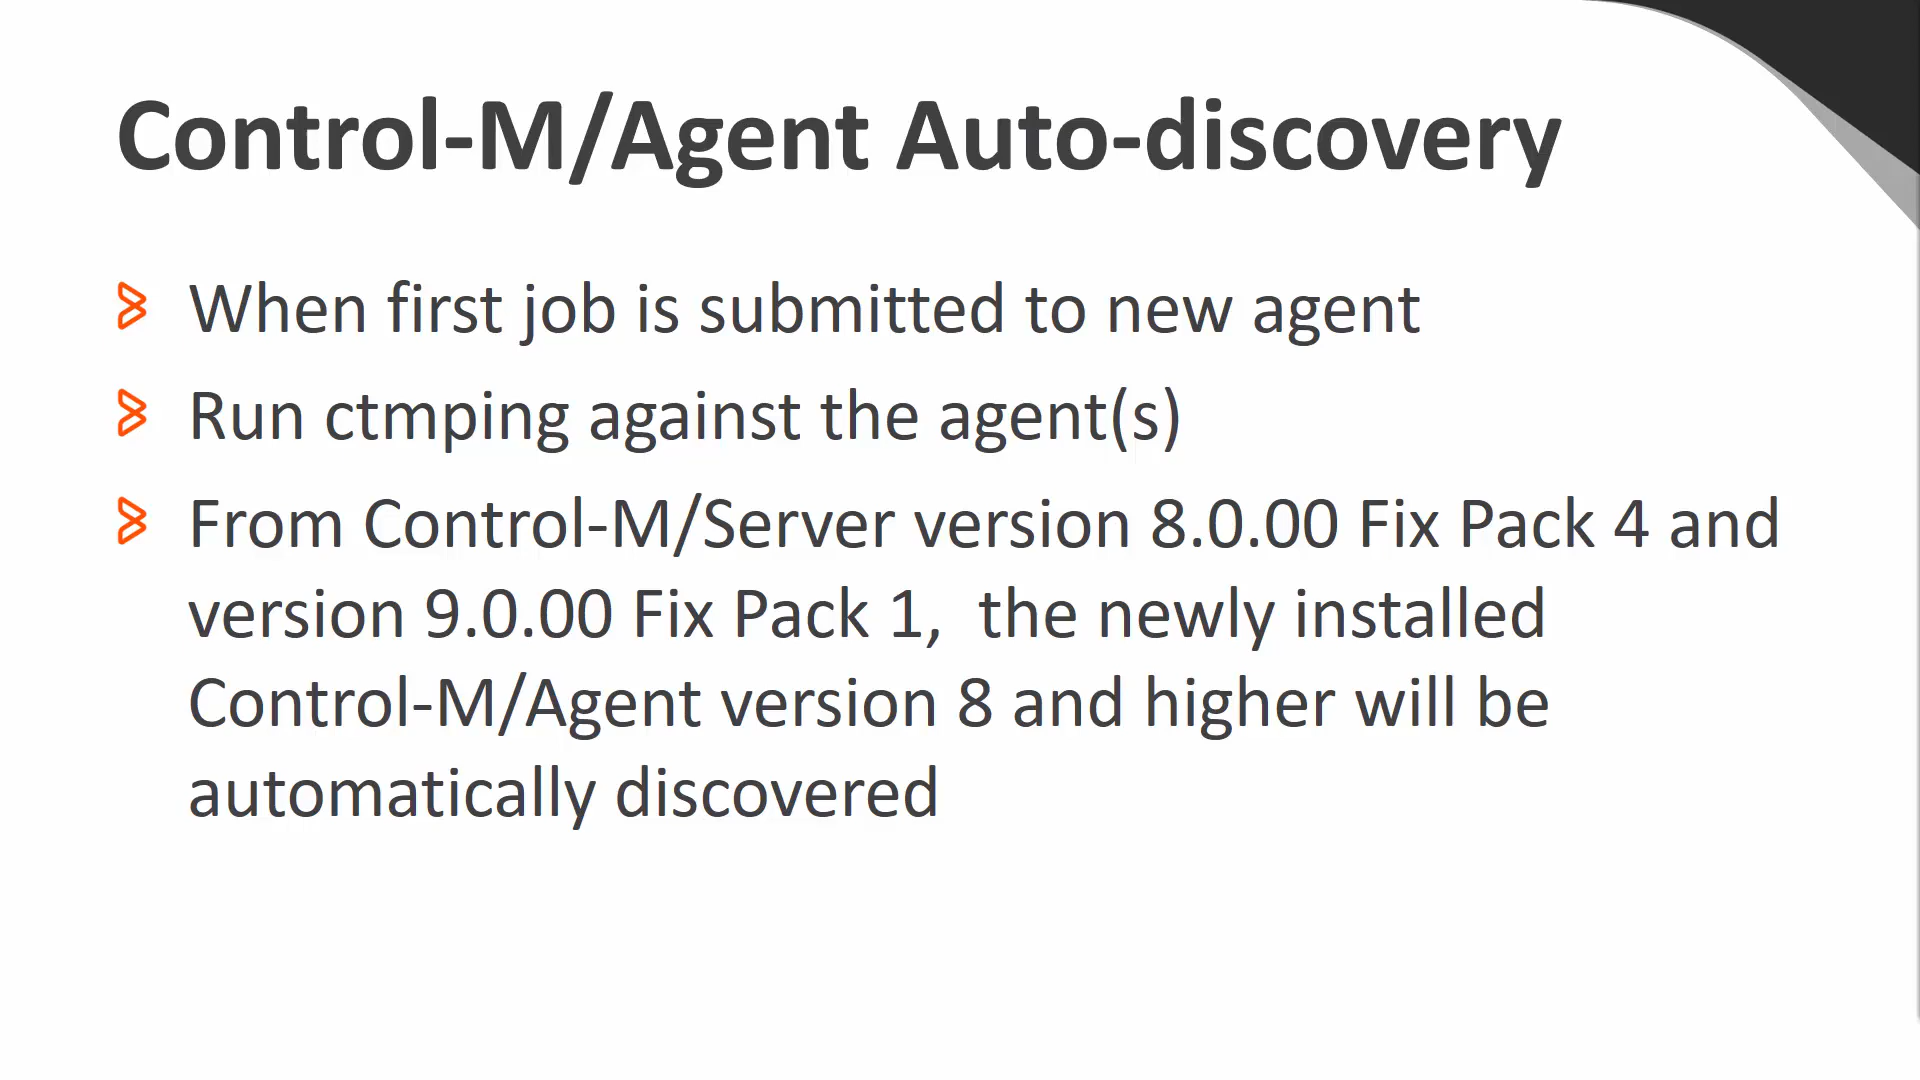 Control-M/Agent Auto-discovery
When first job is submitted to new agent
Run ctmping against the agent(s)
From Control-M/Server version 8.0.00 Fix Pack 4 and
version 9.0.00 Fix Pack 1,  the newly installed
Control-M/Agent version 8 and higher will be
automatically discovered